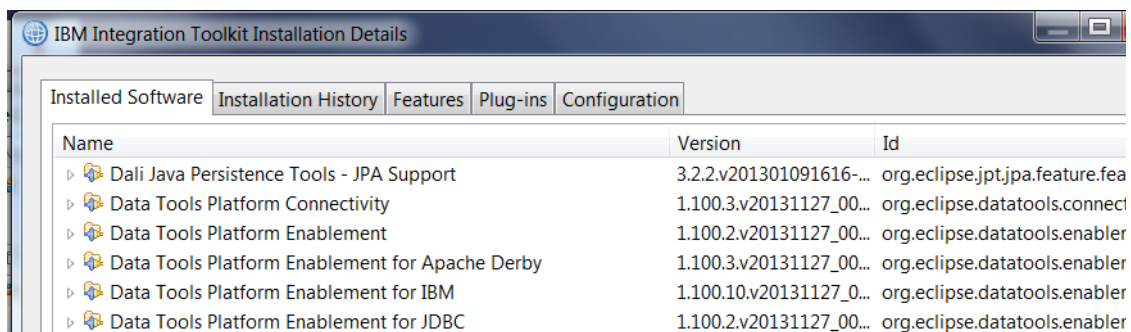 IBM Integration Toolkit Installation Details
Installed Software Installation History Features Plug-ins Configuration
Name Version Id
Dali Java Persistence Tools - JPA Support 3.2.2.v201301091616-... org.eclipse.jpt.jpa.feature.fea
Data Tools Platform Connectivity 1.100.3.v20131127_00... org.eclipse.datatools.connect
Data Tools Platform Enablement 1.100.2.v20131127_00... org.eclipse.datatools.enabler
Data Tools Platform Enablement for Apache Derby 1.100.3.v20131127_00... org.eclipse.datatools.enabler
Data Tools Platform Enablement for IBM 1.100.10.v20131127_0... org.eclipse.datatools.enabler
Data Tools Platform Enablement for JDBC 1.100.2.v20131127_00... org.eclipse.datatools.enabler